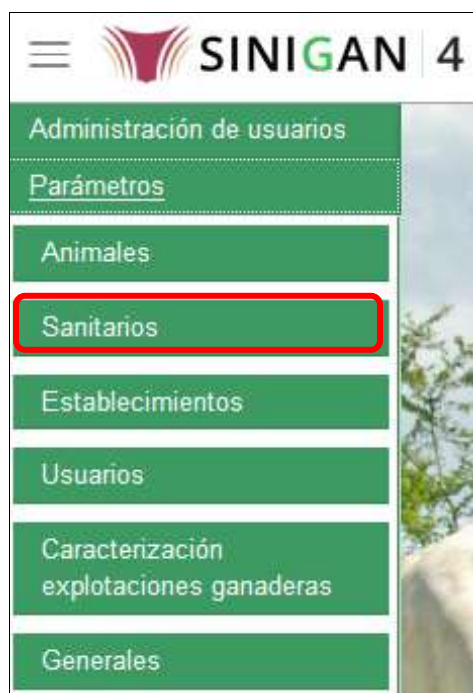 SINIGAN 4
Administración de usuarios
Parámetros
Animales
Sanitarios
Establecimientos
Usuarios
Caracterización
explotaciones ganaderas
Generales